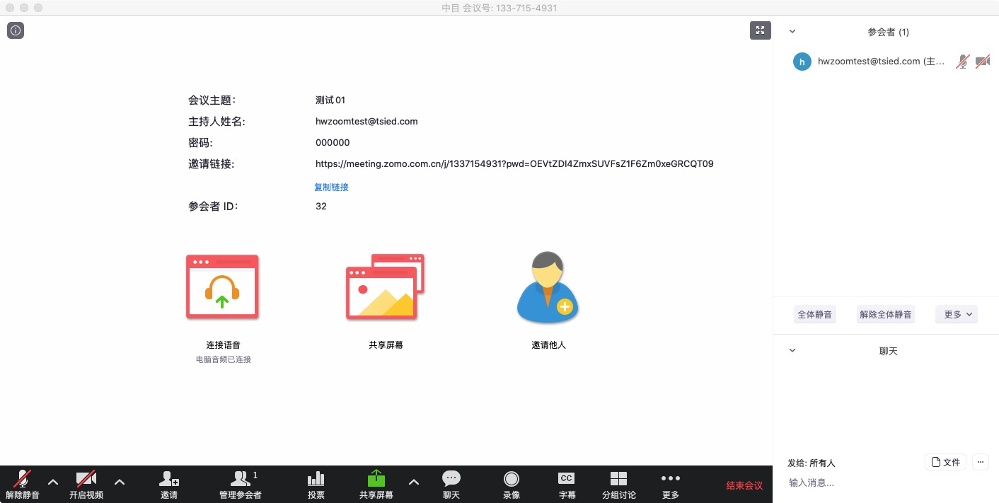 中目 会议号: 133-715-4931
参会者 (1)
h
hwzoomtest@tsied.com (主...
会议主题:
测试 01
主持人姓名:
hwzoomtest@tsied.com
密码:
000000
邀请链接:
https://meeting.zomo.com.cn/j/1337154931?pwd=OEVtZDI4ZmxSUVFsZ1F6Zm0xeGRCQT09
复制链接
参会者 ID:
32
连接语音
电脑音频已连接
共享屏幕
邀请他人
全体静音
解除全体静音
更多
聊天
发给: 所有人
文件
...
输入消息...
解除静音
开启视频
邀请
管理参会者
1
投票
共享屏幕
聊天
录像
CC
字幕
分组讨论
更多
结束会议